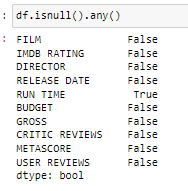 : df.isnull().any()
: FILM False
IMDB RATING False
DIRECTOR False
RELEASE DATE False
RUN TIME True
BUDGET False
GROSS False
CRITIC REVIEWS False
METASCORE False
USER REVIEWS False
dtype: bool